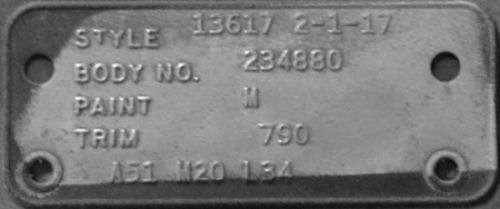 STYLE 13617 2-1-17
BODY NO. 234880
PAINT M
TRIM 790
A51 M20 L34